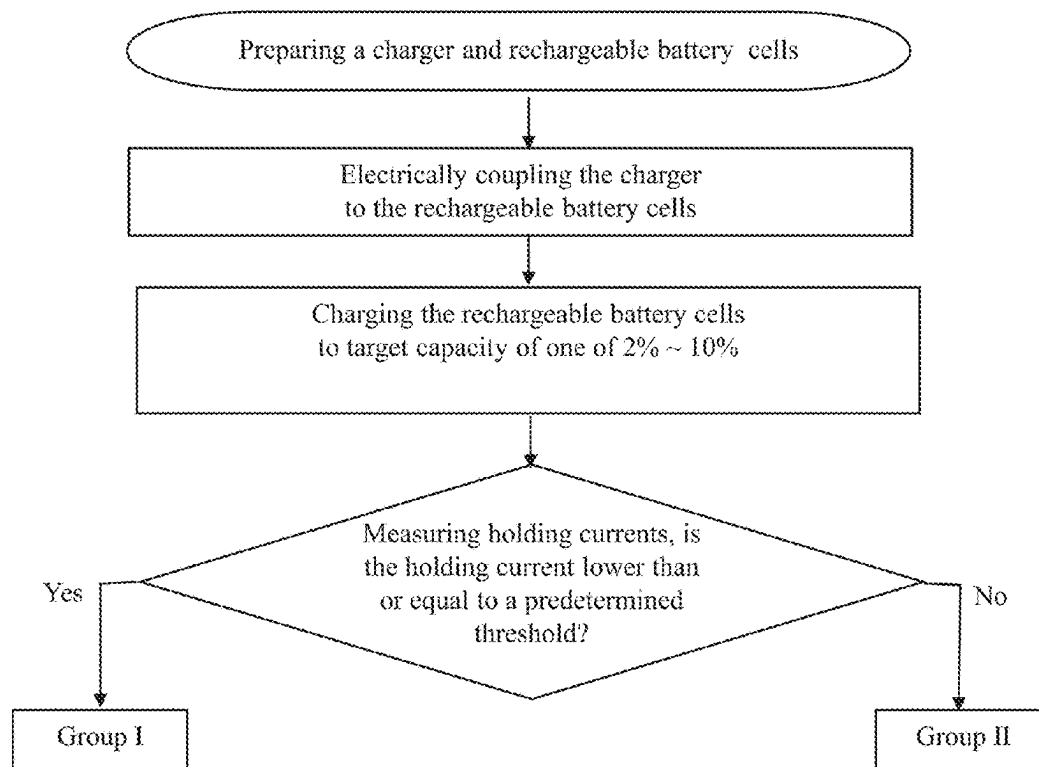 Preparing a charger and rechargeable battery cells
Electrically coupling the charger
to the rechargeable battery cells
Charging the rechargeable battery cells
to target capacity of one of 2% ~ 10%
Measuring holding currents, is
the holding current lower than
or equal to a predetermined
threshold?
Yes
No
Group I
Group II